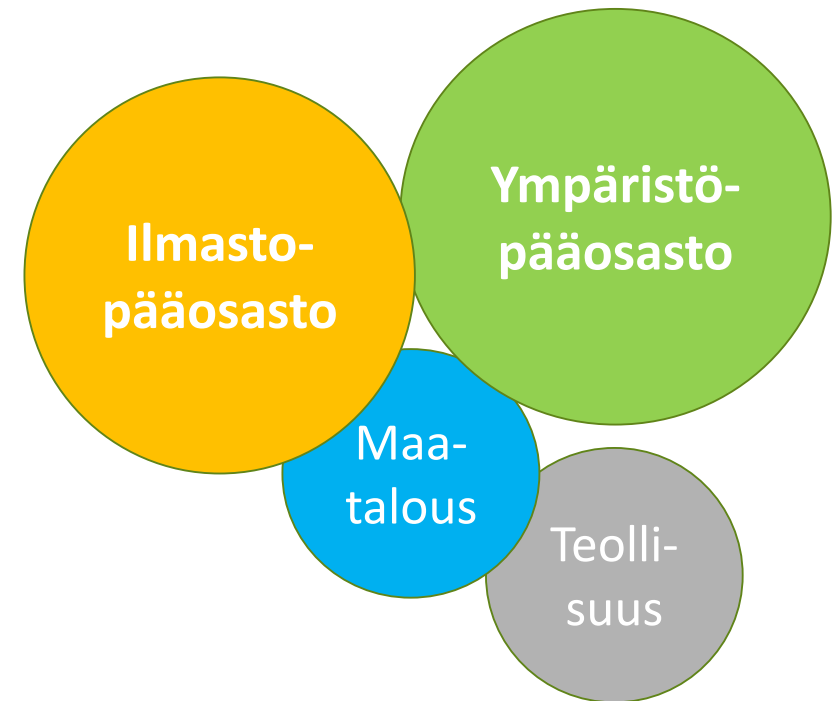 Ilmasto-
pääosasto
Ympäristö-
pääosasto
Maa-
talous
Teolli-
suus